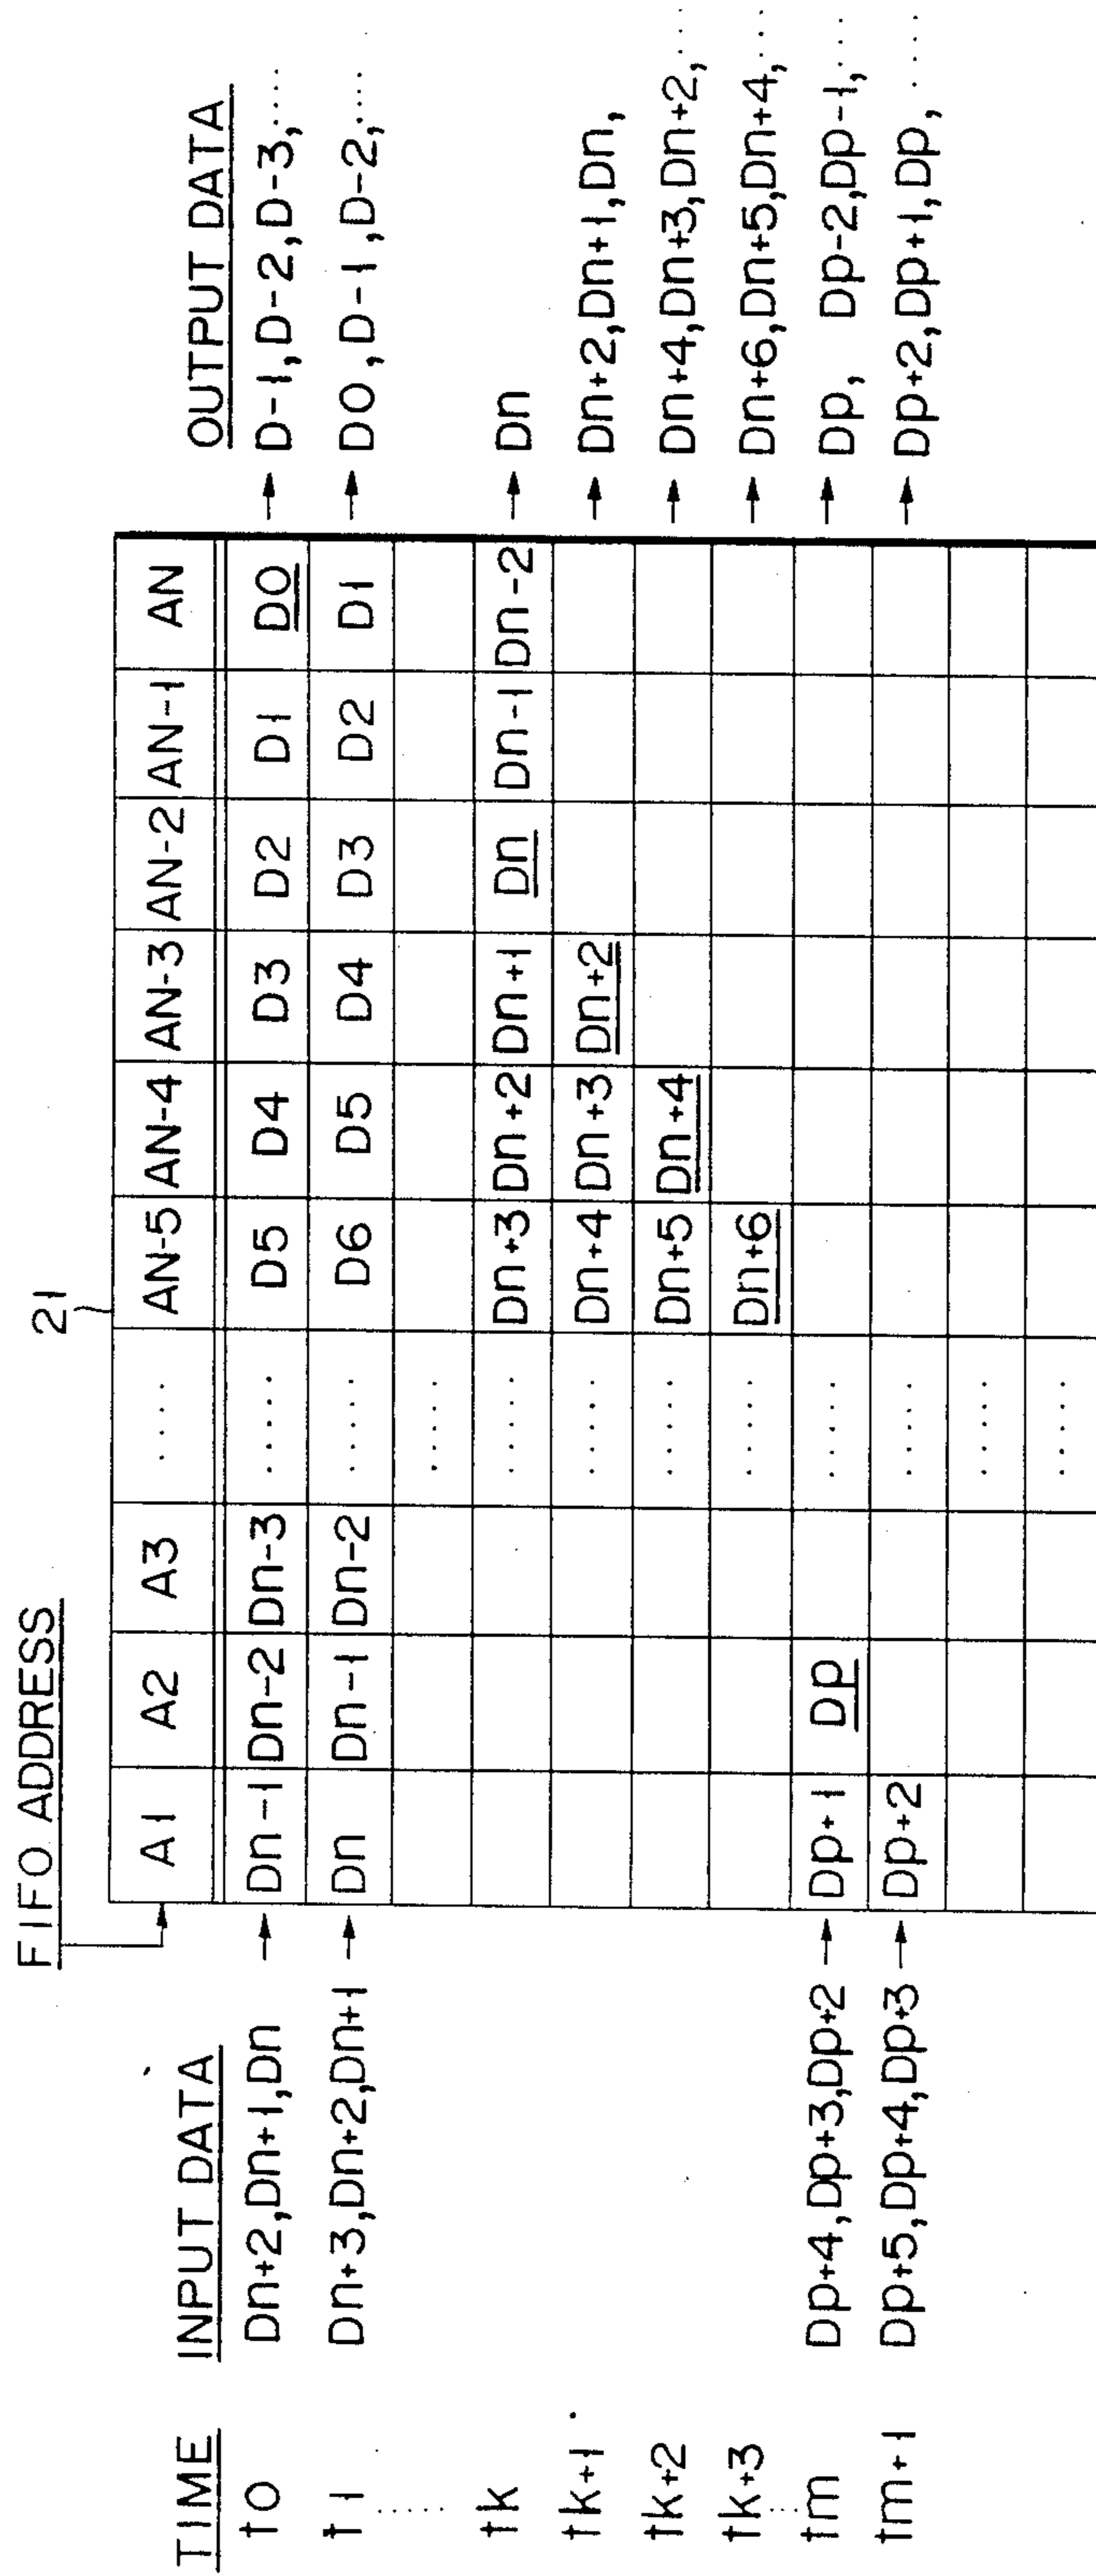 FIFO ADDRESS
21
TIME INPUT DATA A1 A2 A3 ..... AN-5 AN-4 AN-3 AN-2 AN-1 AN OUTPUT DATA
t0 Dn+2,Dn+1,Dn → Dn-1 Dn-2 Dn-3 ..... D5 D4 D3 D2 D1 D0 → D-1,D-2,D-3,.....
t1 Dn+3,Dn+2,Dn+1 → Dn Dn-1 Dn-2 ..... D6 D5 D4 D3 D2 D1 → D0,D-1,D-2,.....
...... .....
tk ..... Dn+3 Dn+2 Dn+1 Dn Dn-1 Dn-2 → Dn
tk+1 ..... Dn+4 Dn+3 Dn+2 → Dn+2,Dn+1,Dn,
tk+2 ..... Dn+5 Dn+4 → Dn+4,Dn+3,Dn+2,....
tk+3 ..... Dn+6 → Dn+6,Dn+5,Dn+4,....
tm Dp+4,Dp+3,Dp+2 → Dp+1 Dp ..... → Dp, Dp-2,Dp-1,....
tm+1 Dp+5,Dp+4,Dp+3 → Dp+2 ..... → Dp+2,Dp+1,Dp,.....
.....
.....